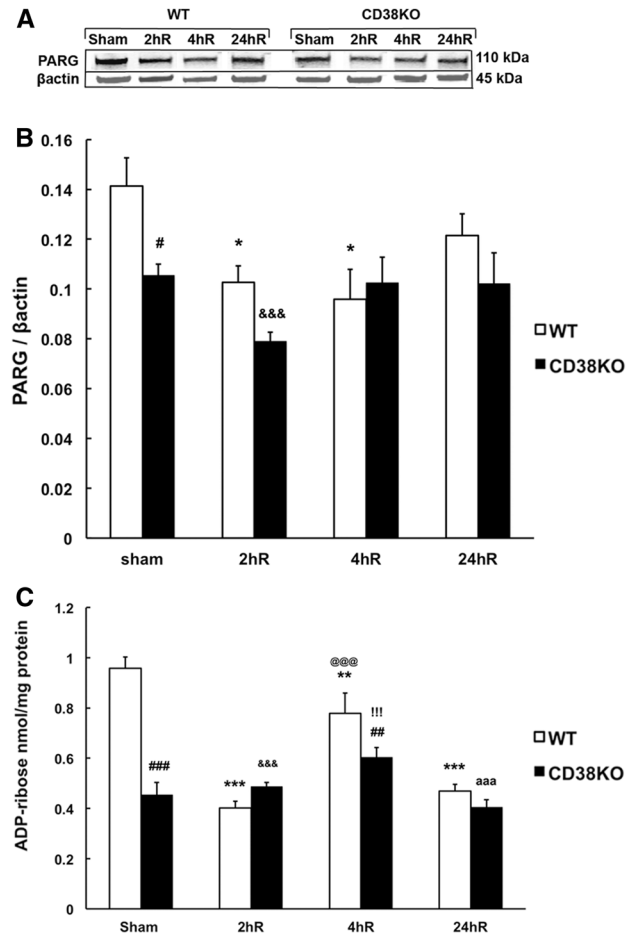 A
WT CD38KO
Sham 2hR 4hR 24hR Sham 2hR 4hR 24hR
PARG 110 kDa
βactin 45 kDa
B
0.16
0.14
0.12
0.1
0.08
0.06
0.04
0.02
0
PARG / βactin
#
*
&&&
*
WT
CD38KO
sham 2hR 4hR 24hR
C
1.2
1
0.8
0.6
0.4
0.2
0
ADP-ribose nmol/mg protein
###
***
&&&
@@@
**
!!!
##
***
aaa
WT
CD38KO
Sham 2hR 4hR 24hR